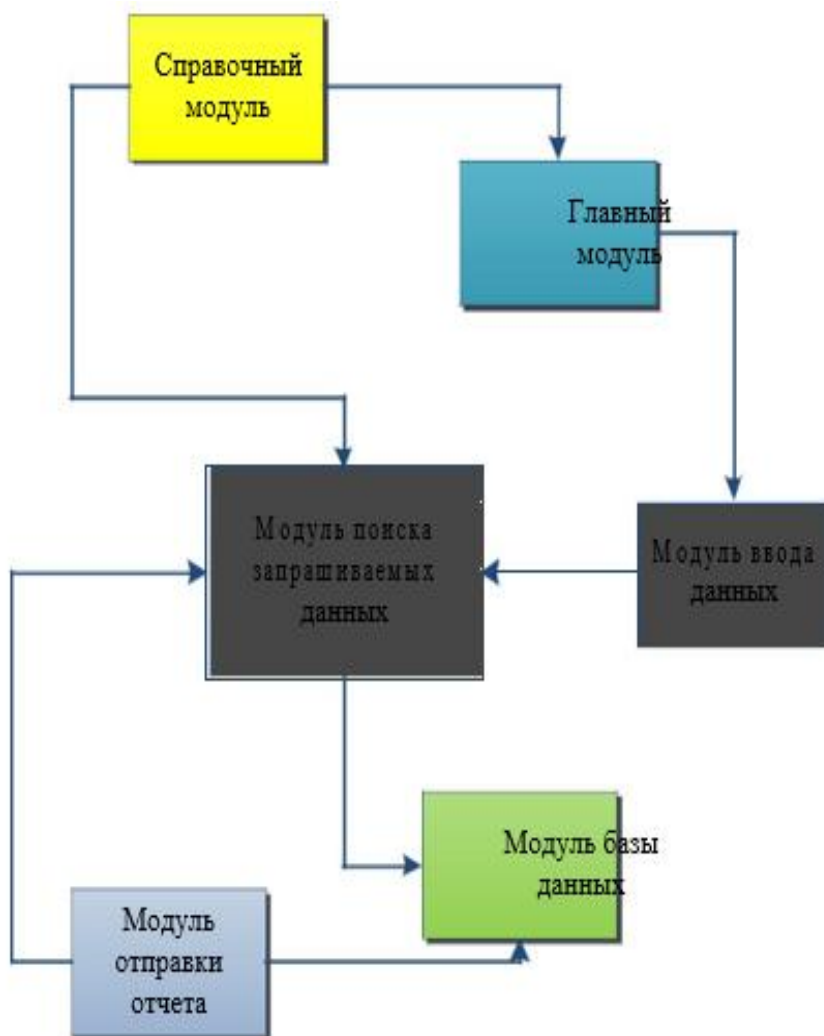 Справочный
модуль
Главный
модуль
Модуль поиска
запрашиваемых
данных
Модуль ввода
данных
Модуль базы
данных
Модуль
отправки
отчета